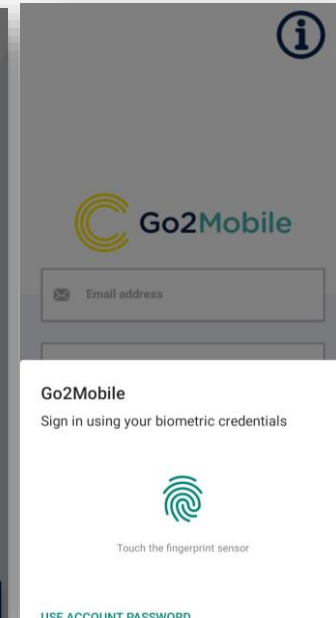 Go2Mobile
Email address
Go2Mobile
Sign in using your biometric credentials
Touch the fingerprint sensor
USE ACCOUNT PASSWORD